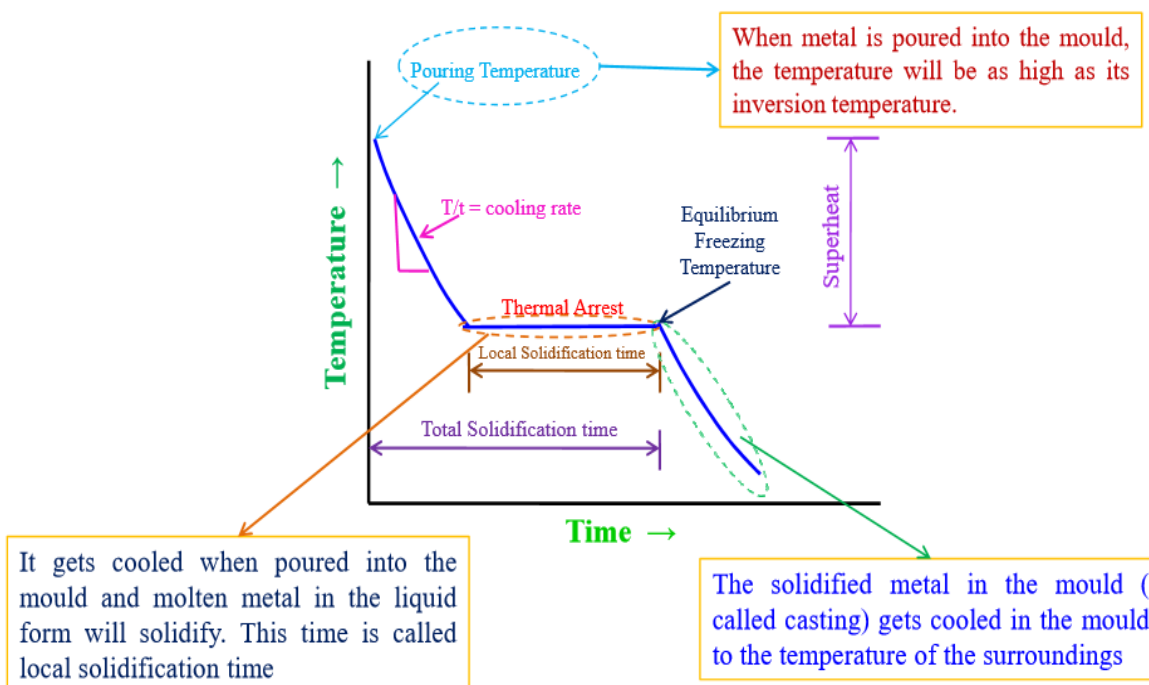 When metal is poured into the mould,
the temperature will be as high as its
inversion temperature.
Pouring Temperature
Temperature →
T/t = cooling rate
Equilibrium
Freezing
Temperature
Superheat
Thermal Arrest
Local Solidification time
Total Solidification time
Time →
It gets cooled when poured into the
mould and molten metal in the liquid
form will solidify. This time is called
local solidification time
The solidified metal in the mould (
called casting) gets cooled in the mould
to the temperature of the surroundings